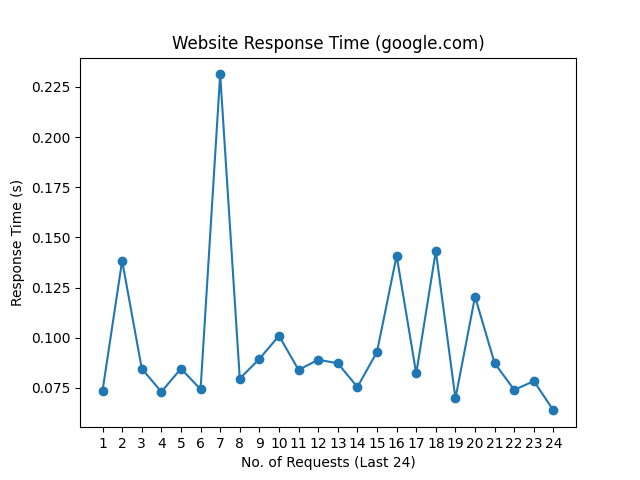 Website Response Time (google.com)
Response Time (s)
0.225
0.200
0.175
0.150
0.125
0.100
0.075
1 2 3 4 5 6 7 8 9 10 11 12 13 14 15 16 17 18 19 20 21 22 23 24
No. of Requests (Last 24)